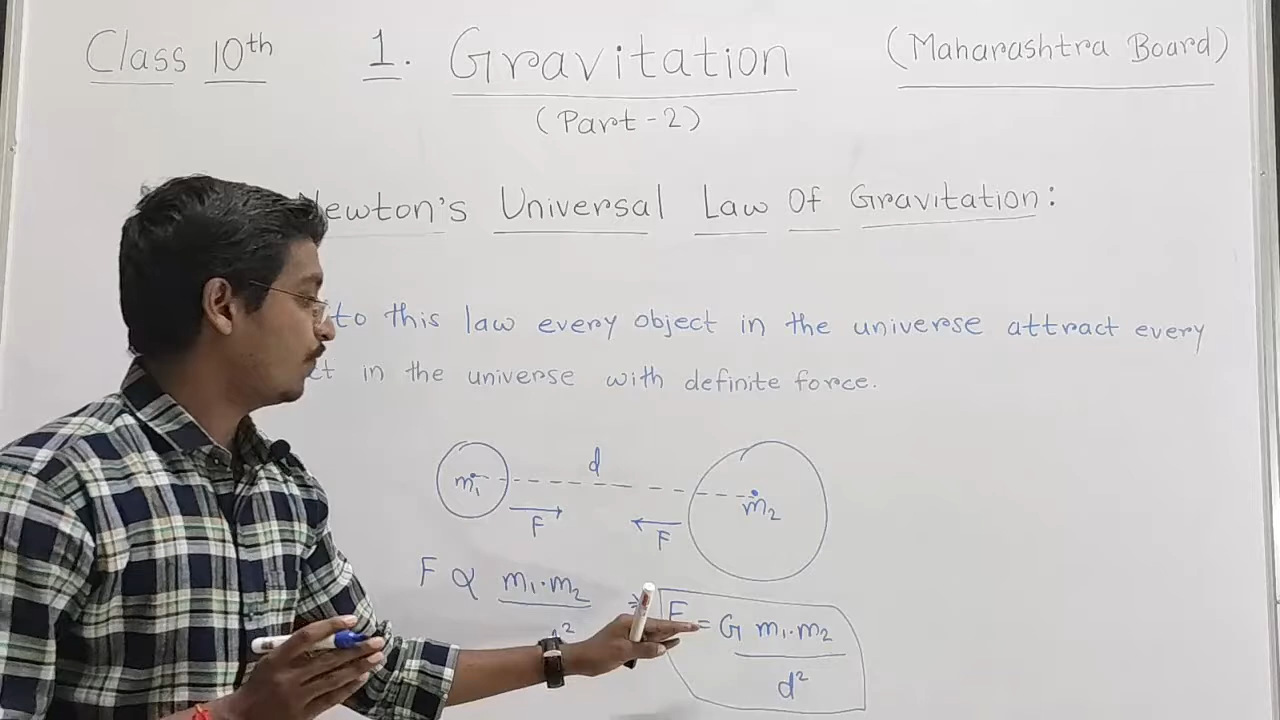 Class 10th 1. Gravitation (Maharashtra Board)
(Part-2)
Newton's Universal Law Of Gravitation:
to this law every object in the universe attract every
in the universe with definite force.
d
m₁
m₂
F
F
F ∝ m₁·m₂
F = G m₁·m₂
d²